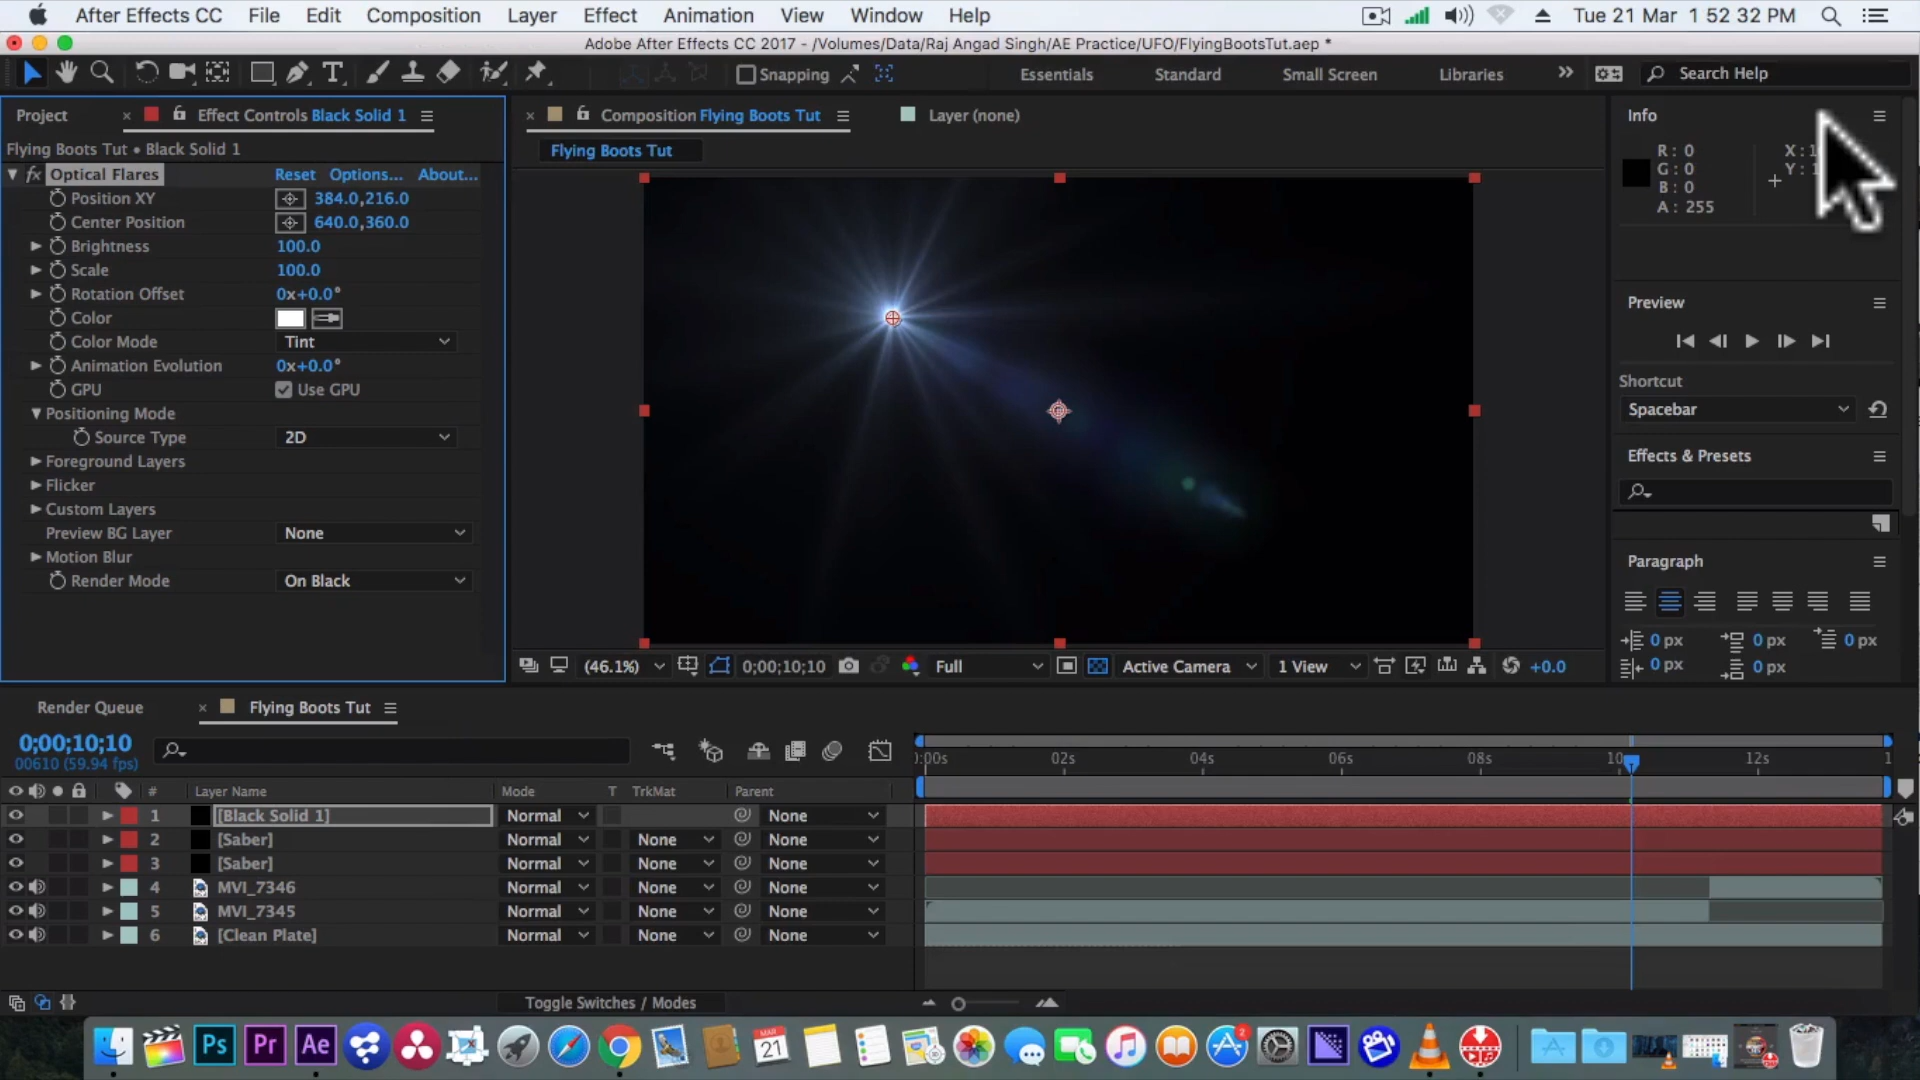 After Effects CC File Edit Composition Layer Effect Animation View Window Help Tue 21 Mar 1 52 32 PM
Adobe After Effects CC 2017 - /Volumes/Data/Raj Angad Singh/AE Practice/UFO/FlyingBootsTut.aep *
Snapping Essentials Standard Small Screen Libraries Search Help
Project Effect Controls Black Solid 1 Composition Flying Boots Tut Layer (none) Info
Flying Boots Tut • Black Solid 1
Flying Boots Tut
R: 0 X: 1
G: 0 Y: 1
B: 0
A: 255
fx Optical Flares Reset Options... About...
Position XY 384.0,216.0
Center Position 640.0,360.0
Brightness 100.0
Scale 100.0
Rotation Offset 0x+0.0°
Color
Color Mode Tint
Animation Evolution 0x+0.0°
GPU Use GPU
Positioning Mode
Source Type 2D
Foreground Layers
Flicker
Custom Layers
Preview BG Layer None
Motion Blur
Render Mode On Black
Preview
Shortcut
Spacebar
Effects & Presets
Paragraph
0 px 0 px 0 px
0 px 0 px
(46.1%) 0;00;10;10 Full Active Camera 1 View +0.0
Render Queue Flying Boots Tut
0;00;10;10
00610 (59.94 fps)
:00s 02s 04s 06s 08s 10 12s 1
# Layer Name Mode T TrkMat Parent
1 [Black Solid 1] Normal None
2 [Saber] Normal None None
3 [Saber] Normal None None
4 MVI_7346 Normal None None
5 MVI_7345 Normal None None
6 [Clean Plate] Normal None None
Toggle Switches / Modes
Ps Pr Ae MAR 21 2